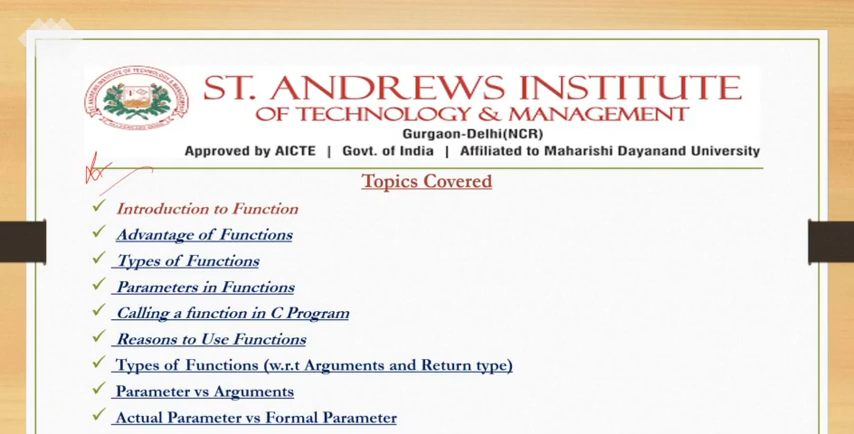 ST. ANDREWS INSTITUTE
OF TECHNOLOGY & MANAGEMENT
Gurgaon-Delhi(NCR)
Approved by AICTE | Govt. of India | Affiliated to Maharishi Dayanand University
Topics Covered
Introduction to Function
Advantage of Functions
Types of Functions
Parameters in Functions
Calling a function in C Program
Reasons to Use Functions
Types of Functions (w.r.t Arguments and Return type)
Parameter vs Arguments
Actual Parameter vs Formal Parameter